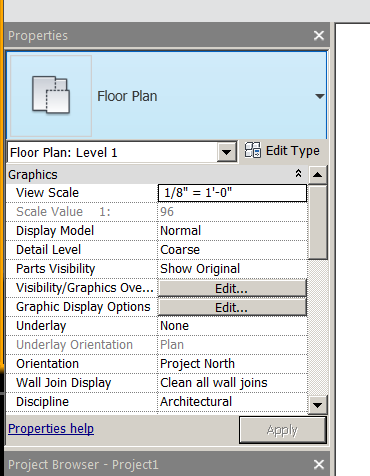 Properties
Floor Plan
Floor Plan: Level 1 Edit Type
Graphics
View Scale 1/8" = 1'-0"
Scale Value 1: 96
Display Model Normal
Detail Level Coarse
Parts Visibility Show Original
Visibility/Graphics Ove... Edit...
Graphic Display Options Edit...
Underlay None
Underlay Orientation Plan
Orientation Project North
Wall Join Display Clean all wall joins
Discipline Architectural
Properties help Apply
Project Browser - Project1